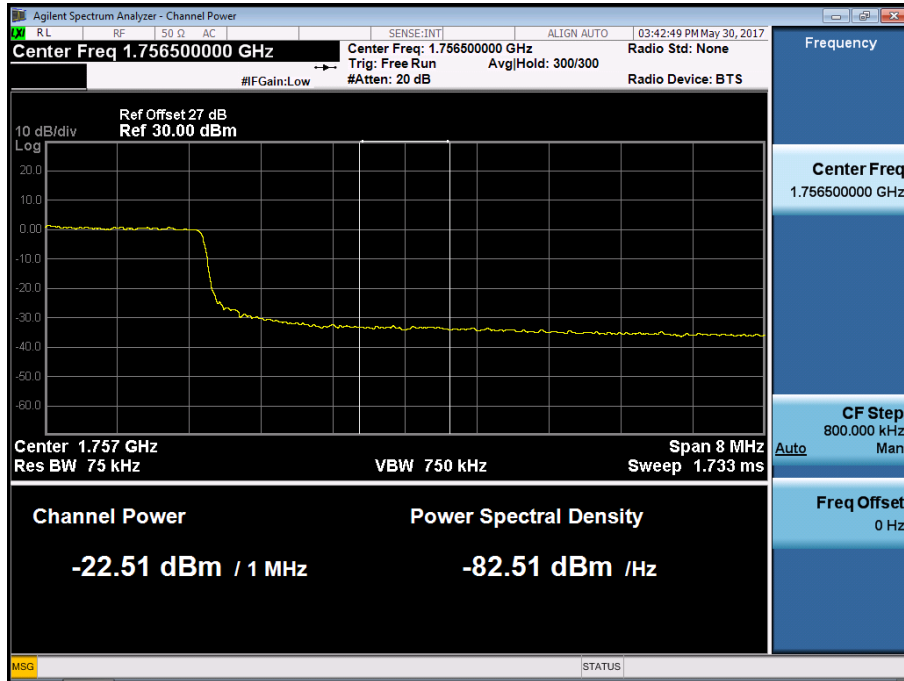 Agilent Spectrum Analyzer - Channel Power
LXI RL RF 50 Ω AC SENSE:INT ALIGN AUTO 03:42:49 PM May 30, 2017
Center Freq 1.756500000 GHz
Center Freq: 1.756500000 GHz
Radio Std: None
Trig: Free Run Avg|Hold: 300/300
#IFGain:Low
#Atten: 20 dB
Radio Device: BTS
Frequency
Ref Offset 27 dB
10 dB/div Ref 30.00 dBm
Log
20.0
10.0
0.00
-10.0
-20.0
-30.0
-40.0
-50.0
-60.0
Center 1.757 GHz Span 8 MHz
Res BW 75 kHz VBW 750 kHz Sweep 1.733 ms
Channel Power Power Spectral Density
-22.51 dBm / 1 MHz -82.51 dBm /Hz
Center Freq
1.756500000 GHz
CF Step
800.000 kHz
Auto Man
Freq Offset
0 Hz
MSG STATUS